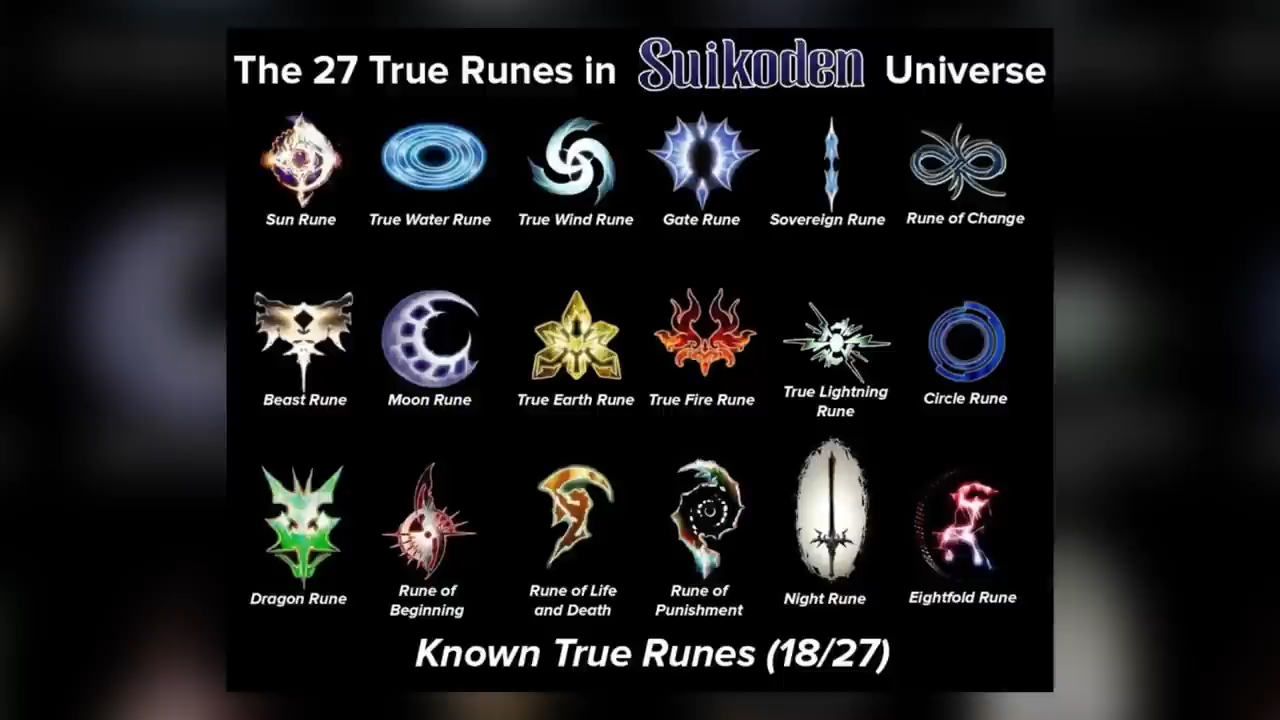 The 27 True Runes in Suikoden Universe
Sun Rune
True Water Rune
True Wind Rune
Gate Rune
Sovereign Rune
Rune of Change
Beast Rune
Moon Rune
True Earth Rune
True Fire Rune
True Lightning
Rune
Circle Rune
Dragon Rune
Rune of
Beginning
Rune of Life
and Death
Rune of
Punishment
Night Rune
Eightfold Rune
Known True Runes (18/27)